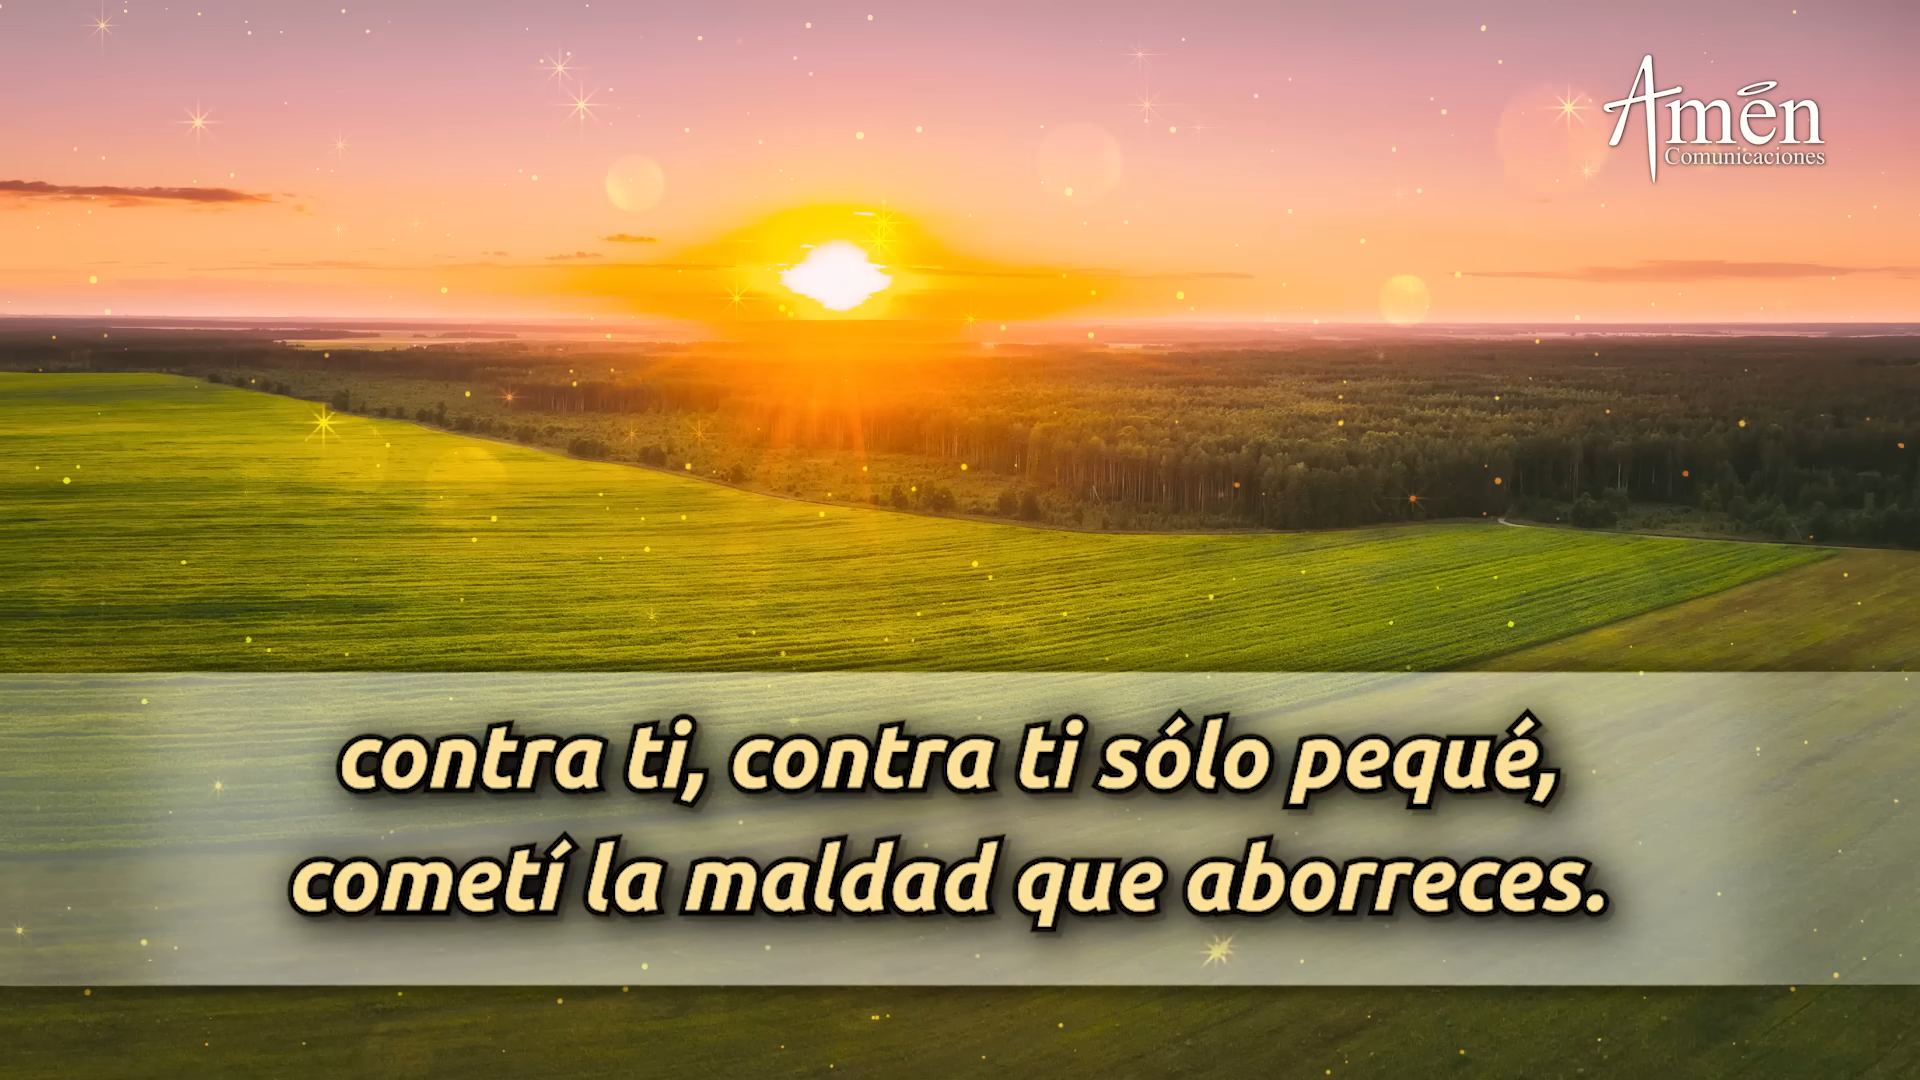 Amén
Comunicaciones
contra ti, contra ti sólo pequé,
cometí la maldad que aborreces.